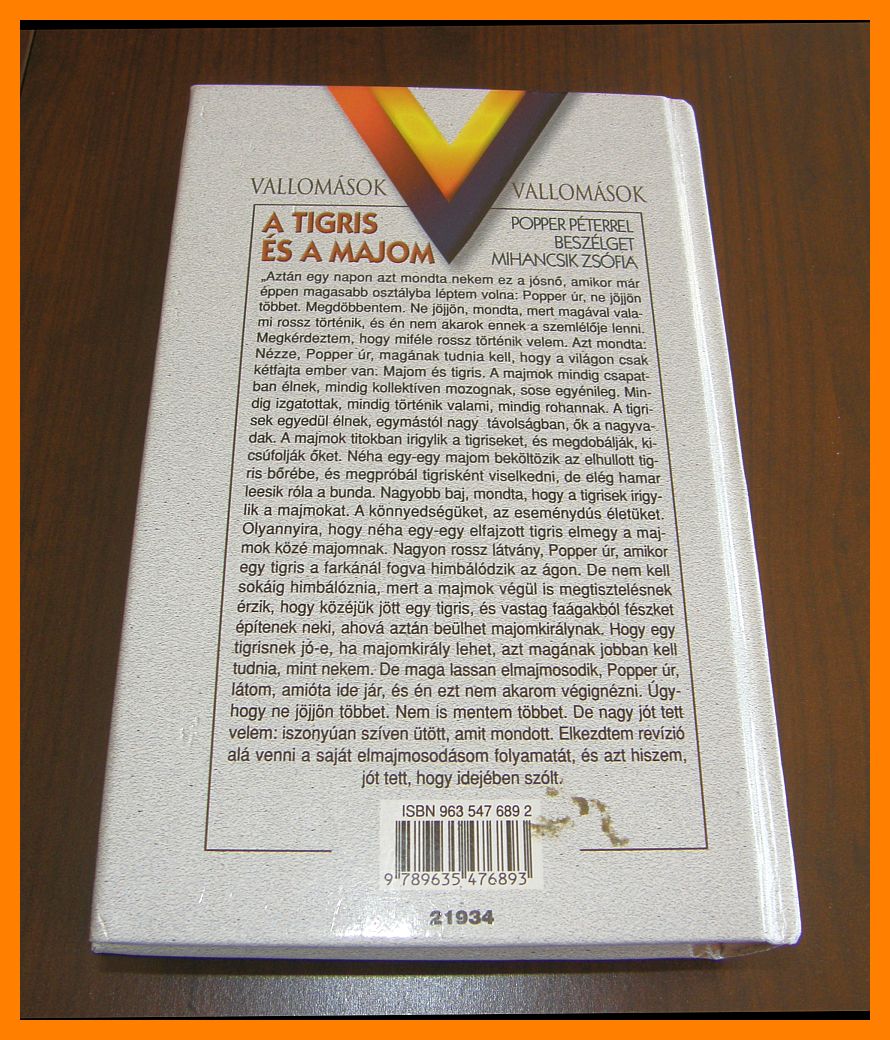 VALLOMÁSOK VALLOMÁSOK
A TIGRIS
ÉS A MAJOM
POPPER PÉTERREL
BESZÉLGET
MIHANCSIK ZSÓFIA
„Aztán egy napon azt mondta nekem ez a jósnő, amikor már
éppen magasabb osztályba léptem volna: Popper úr, ne jöjjön
többet. Megdöbbentem. Ne jöjjön, mondta, mert magával vala-
mi rossz történik, és én nem akarok ennek a szemlélője lenni.
Megkérdeztem, hogy miféle rossz történik velem. Azt mondta:
Nézze, Popper úr, magának tudnia kell, hogy a világon csak
kétfajta ember van: Majom és tigris. A majmok mindig csapat-
ban élnek, mindig kollektíven mozognak, sose egyénileg. Min-
dig izgatottak, mindig történik valami, mindig rohannak. A tigri-
sek egyedül élnek, egymástól nagy távolságban, ők a nagyva-
dak. A majmok titokban irigylik a tigriseket, és megdobálják, ki-
csúfolják őket. Néha egy-egy majom beköltözik az elhullott tig-
ris bőrébe, és megpróbál tigrisként viselkedni, de elég hamar
leesik róla a bunda. Nagyobb baj, mondta, hogy a tigrisek irigy-
lik a majmokat. A könnyedségüket, az eseménydús életüket.
Olyannyira, hogy néha egy-egy elfajzott tigris elmegy a maj-
mok közé majomnak. Nagyon rossz látvány, Popper úr, amikor
egy tigris a farkánál fogva himbálódzik az ágon. De nem kell
sokáig himbálóznia, mert a majmok végül is megtisztelésnek
érzik, hogy közéjük jött egy tigris, és vastag faágakból fészket
építenek neki, ahová aztán beülhet majomkirálynak. Hogy egy
tigrisnek jó-e, ha majomkirály lehet, azt magának jobban kell
tudnia, mint nekem. De maga lassan elmajmosodik, Popper úr,
látom, amióta ide jár, és én ezt nem akarom végignézni. Úgy-
hogy ne jöjjön többet. Nem is mentem többet. De nagy jót tett
velem: iszonyúan szíven ütött, amit mondott. Elkezdtem revízió
alá venni a saját elmajmosodásom folyamatát, és azt hiszem,
jót tett, hogy idejében szólt.
ISBN 963 547 689 2
9 789635 476893
21934